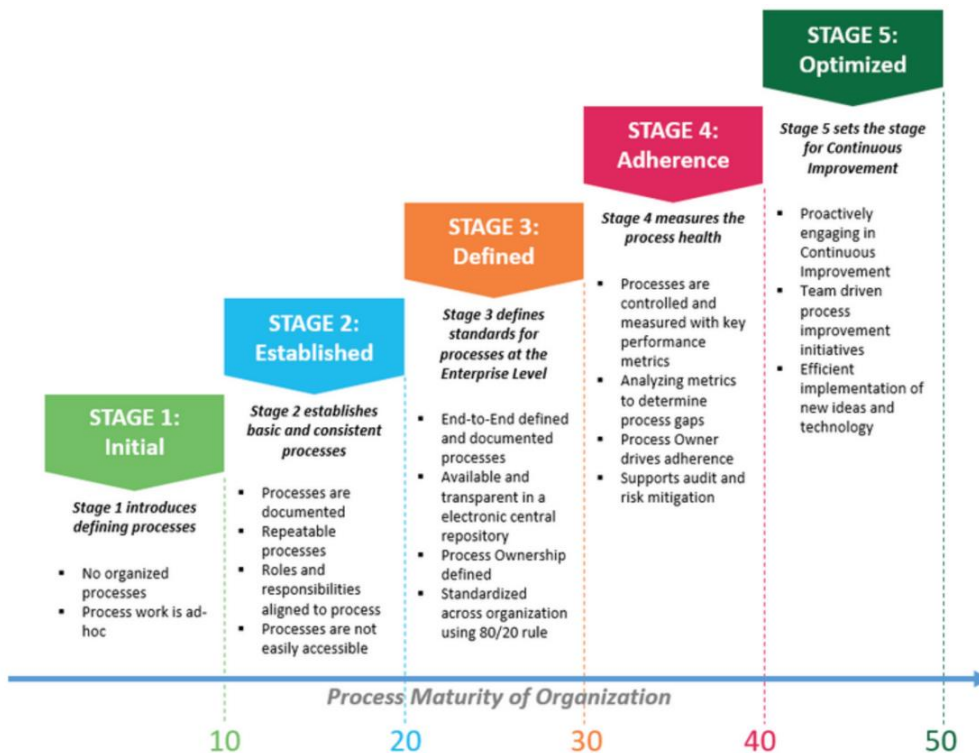 STAGE 1:
Initial
Stage 1 introduces
defining processes
▪ No organized
processes
▪ Process work is ad-
hoc
STAGE 2:
Established
Stage 2 establishes
basic and consistent
processes
▪ Processes are
documented
▪ Repeatable
processes
▪ Roles and
responsibilities
aligned to process
▪ Processes are not
easily accessible
STAGE 3:
Defined
Stage 3 defines
standards for
processes at the
Enterprise Level
▪ End-to-End defined
and documented
processes
▪ Available and
transparent in a
electronic central
repository
▪ Process Ownership
defined
▪ Standardized
across organization
using 80/20 rule
STAGE 4:
Adherence
Stage 4 measures the
process health
▪ Processes are
controlled and
measured with key
performance
metrics
▪ Analyzing metrics
to determine
process gaps
▪ Process Owner
drives adherence
▪ Supports audit and
risk mitigation
STAGE 5:
Optimized
Stage 5 sets the stage
for Continuous
Improvement
▪ Proactively
engaging in
Continuous
Improvement
▪ Team driven
process
improvement
initiatives
▪ Efficient
implementation of
new ideas and
technology
Process Maturity of Organization
10 20 30 40 50